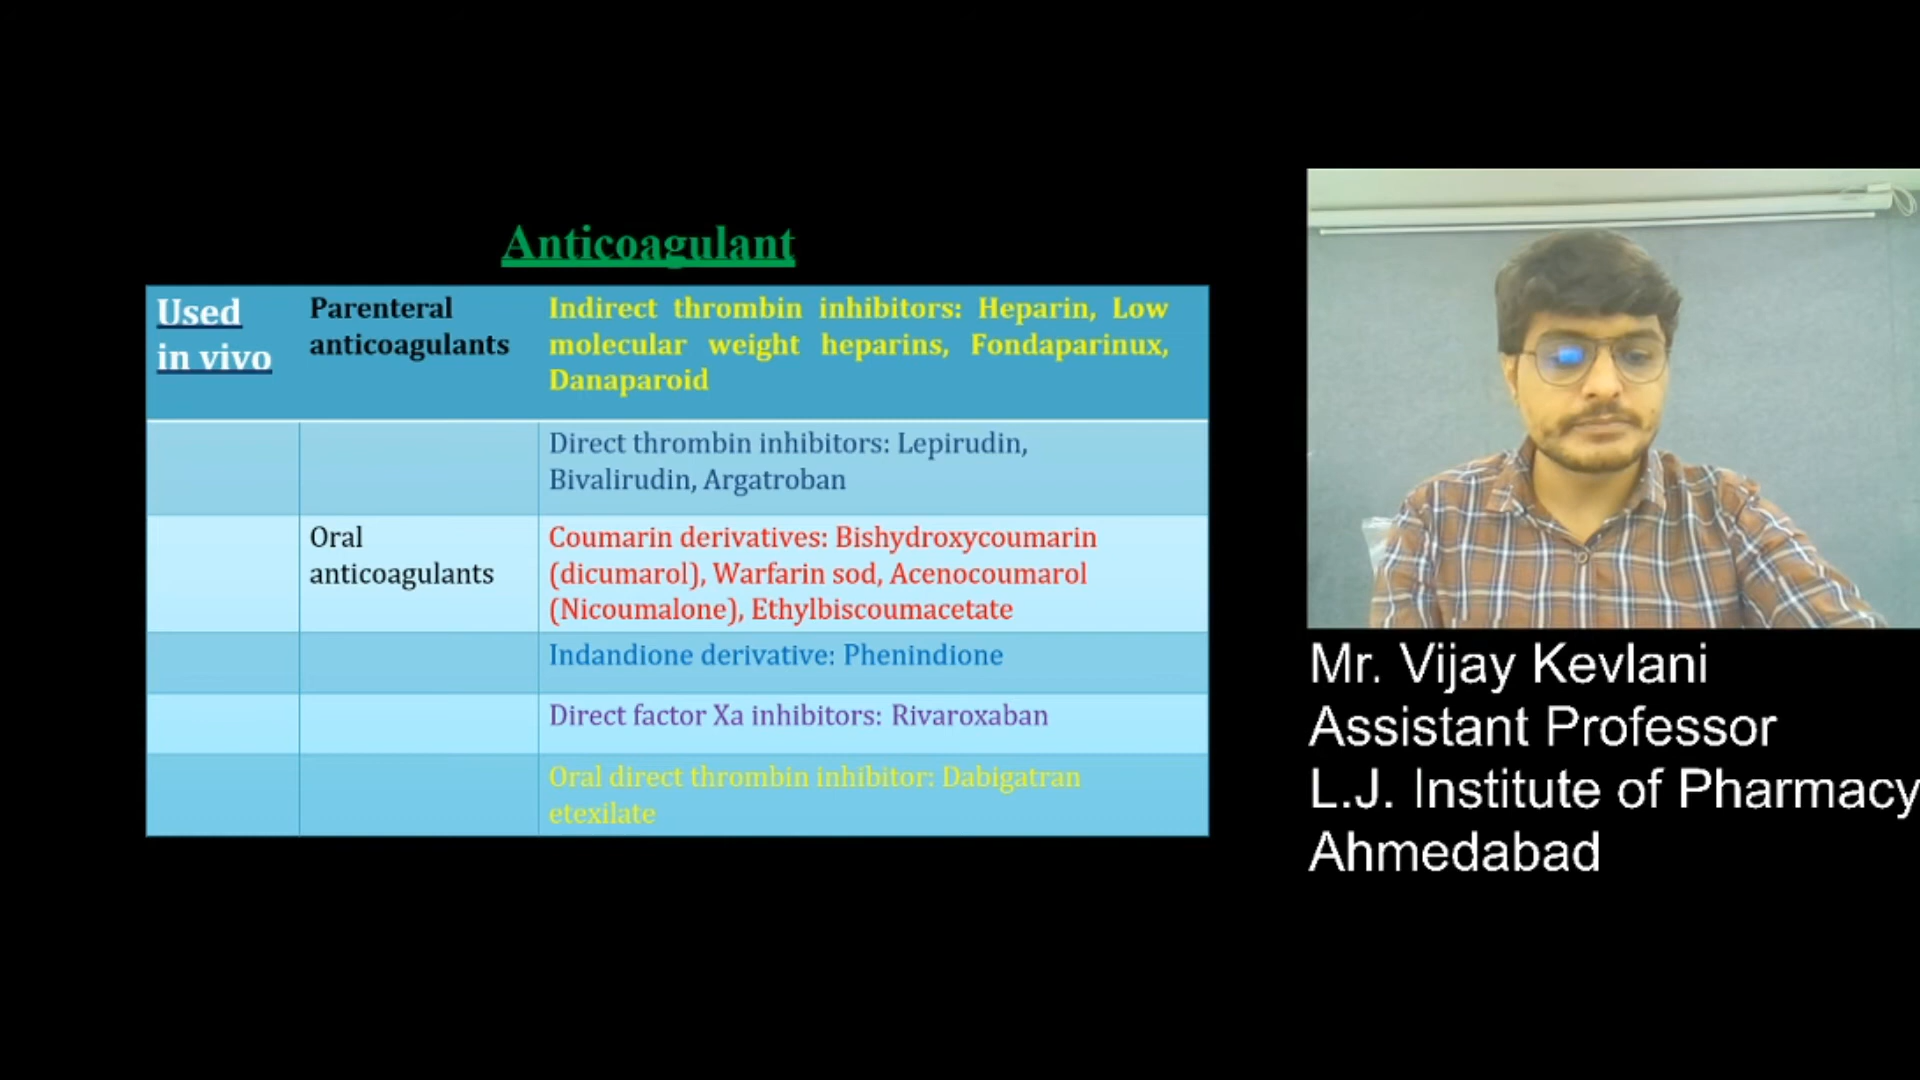 Anticoagulant
Used
in vivo
Parenteral
anticoagulants
Indirect thrombin inhibitors: Heparin, Low
molecular weight heparins, Fondaparinux,
Danaparoid
Direct thrombin inhibitors: Lepirudin,
Bivalirudin, Argatroban
Oral
anticoagulants
Coumarin derivatives: Bishydroxycoumarin
(dicumarol), Warfarin sod, Acenocoumarol
(Nicoumalone), Ethylbiscoumacetate
Indandione derivative: Phenindione
Direct factor Xa inhibitors: Rivaroxaban
Oral direct thrombin inhibitor: Dabigatran
etexilate
Mr. Vijay Kevlani
Assistant Professor
L.J. Institute of Pharmacy
Ahmedabad